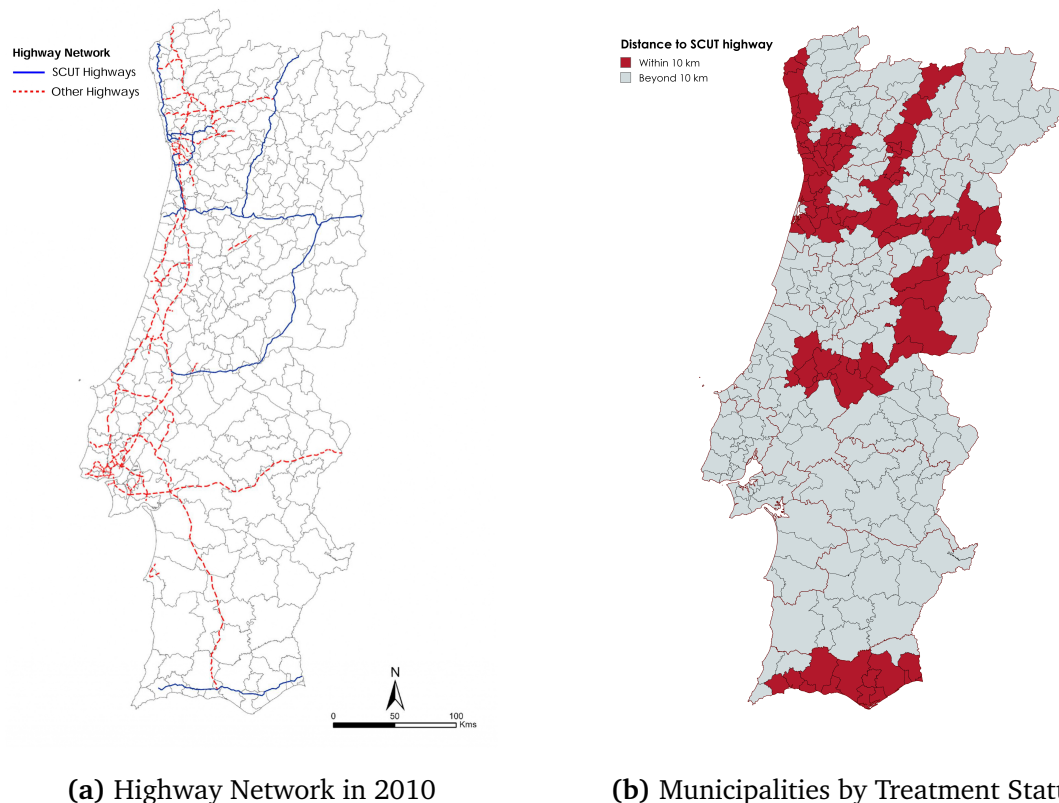 Highway Network
SCUT Highways
Other Highways
N
0 50 100
Kms
(a) Highway Network in 2010
Distance to SCUT highway
Within 10 km
Beyond 10 km
(b) Municipalities by Treatment Stat